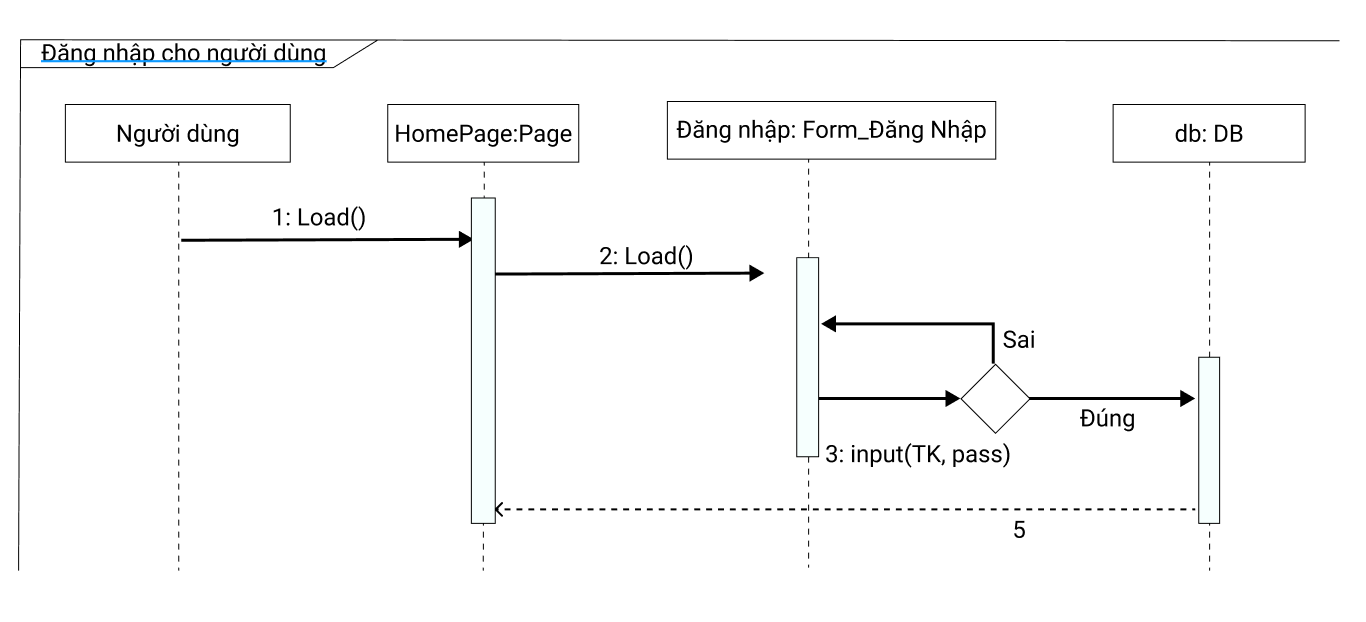 Đăng nhập cho người dùng
Người dùng
HomePage:Page
Đăng nhập: Form_Đăng Nhập
db: DB
1: Load()
2: Load()
Sai
Đúng
3: input(TK, pass)
5